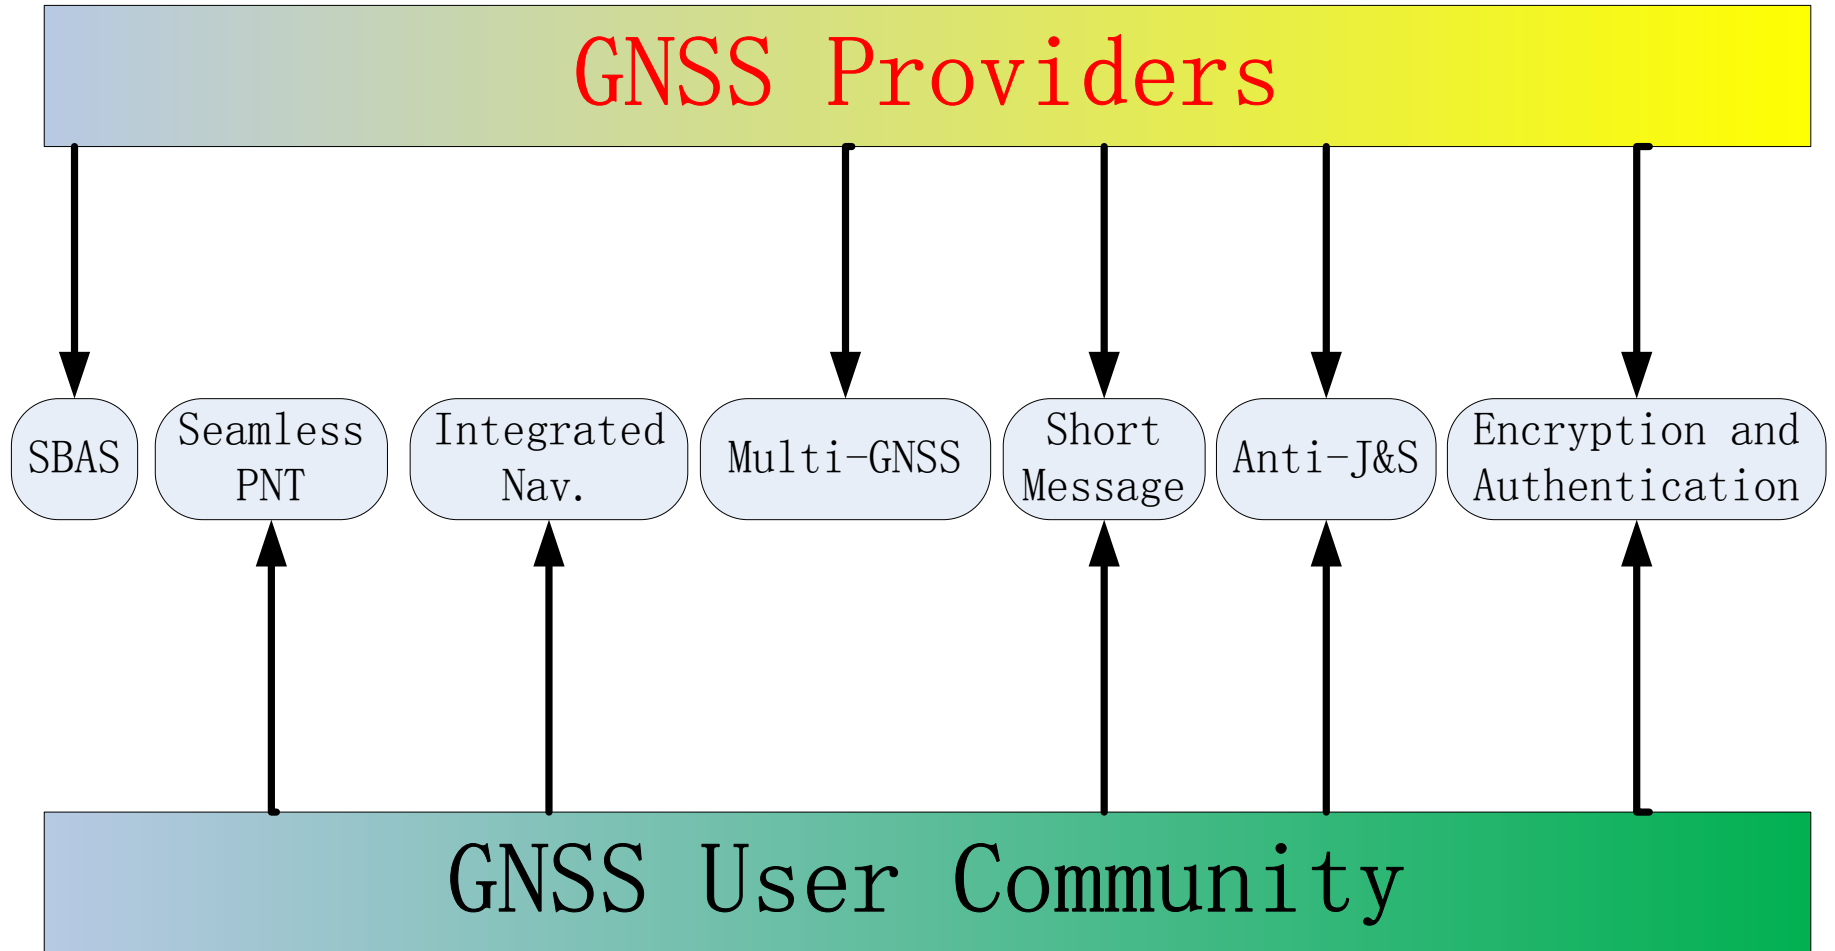 GNSS Providers
SBAS
Seamless
PNT
Integrated
Nav.
Multi-GNSS
Short
Message
Anti-J&S
Encryption and
Authentication
GNSS User Community